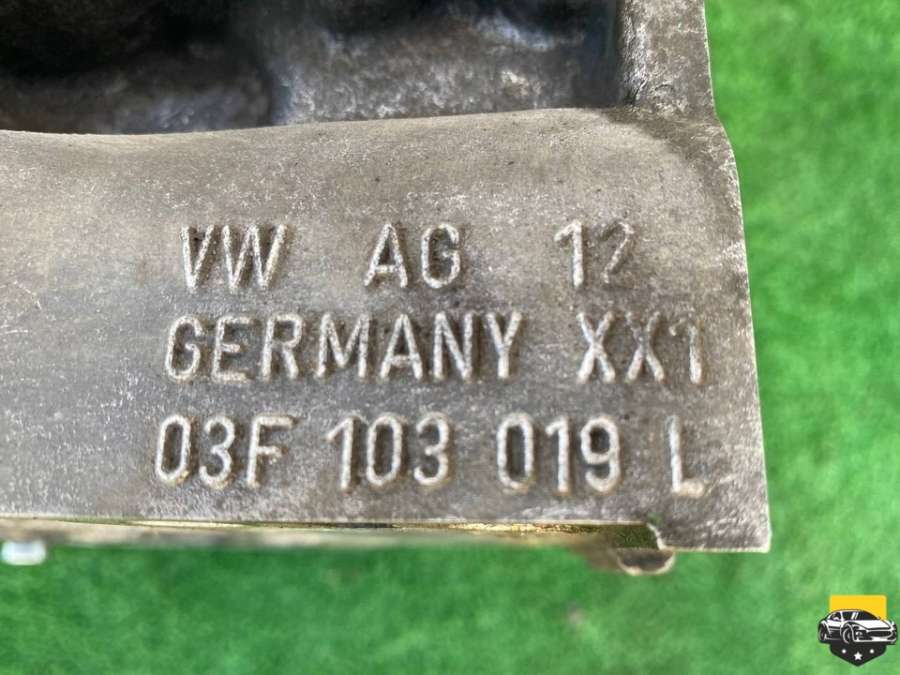 VW AG 12
GERMANY XX1
03F 103 019 L